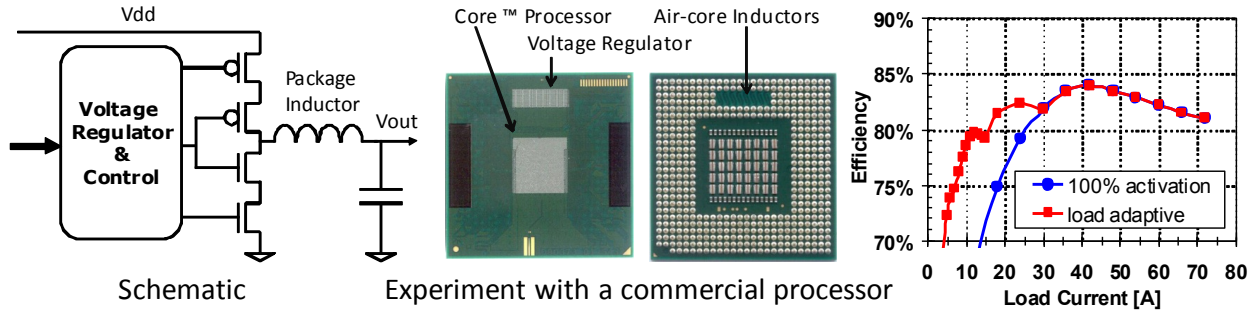 Vdd
Voltage
Regulator
&
Control
Package
Inductor
Vout
Schematic
Core ™ Processor
Voltage Regulator
Air-core Inductors
Experiment with a commercial processor
90%
85%
80%
75%
70%
Efficiency
100% activation
load adaptive
0 10 20 30 40 50 60 70 80
Load Current [A]